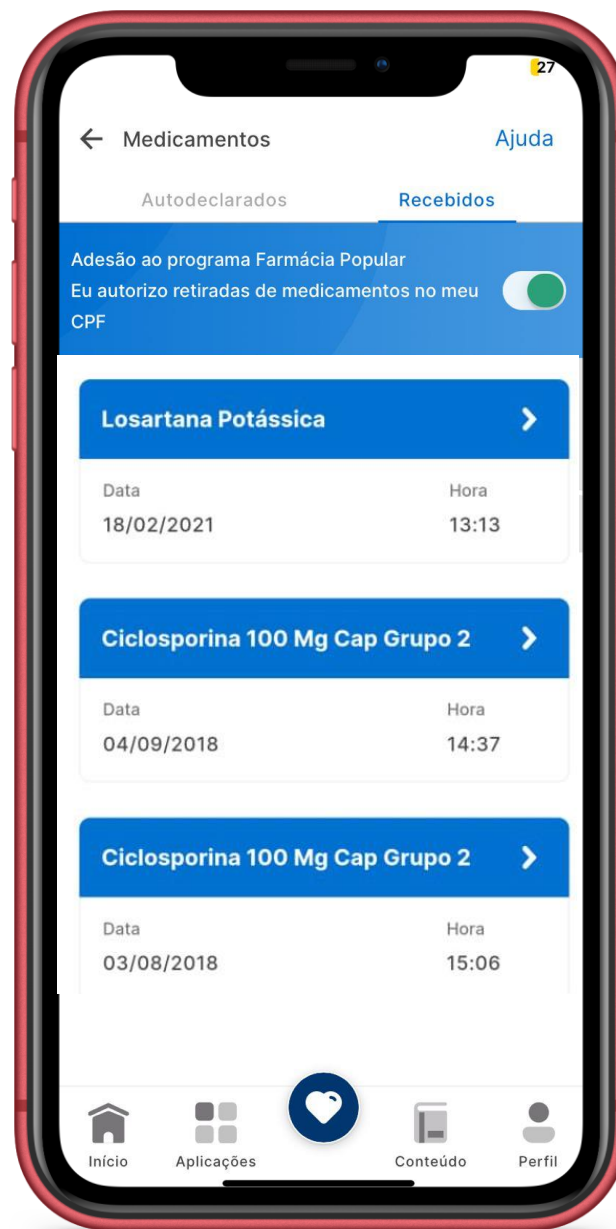 27
Medicamentos Ajuda
Autodeclarados Recebidos
Adesão ao programa Farmácia Popular
Eu autorizo retiradas de medicamentos no meu
CPF
Losartana Potássica
Data Hora
18/02/2021 13:13
Ciclosporina 100 Mg Cap Grupo 2
Data Hora
04/09/2018 14:37
Ciclosporina 100 Mg Cap Grupo 2
Data Hora
03/08/2018 15:06
Início Aplicações Conteúdo Perfil